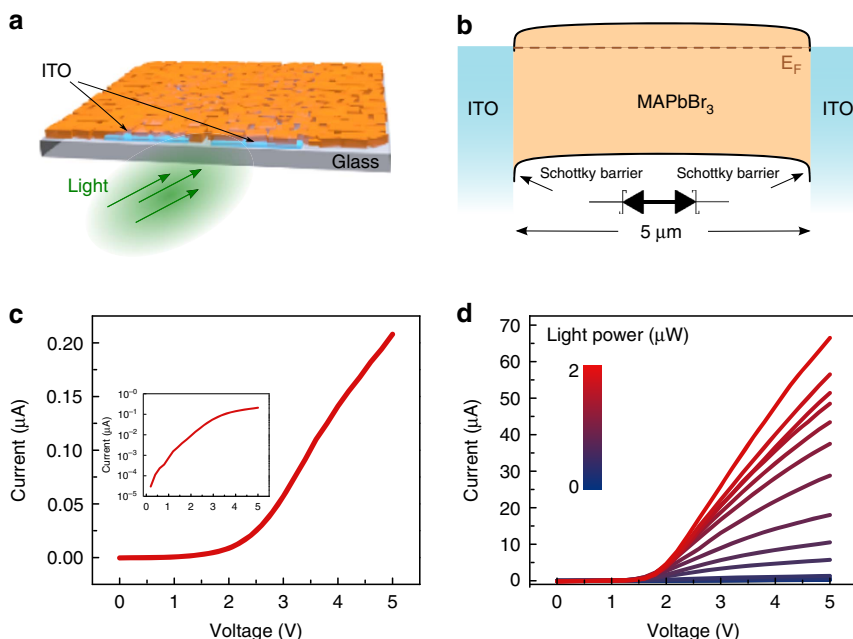 a
ITO
Glass
Light
b
E_F
ITO
MAPbBr₃
ITO
Schottky barrier Schottky barrier
5 μm
c
0.20
0.15
0.10
0.05
0.00
Current (μA)
0 1 2 3 4 5
Voltage (V)
10⁻⁰
10⁻¹
10⁻²
10⁻³
10⁻⁴
10⁻⁵
Current (μA)
0 1 2 3 4 5
d
70
60
50
40
30
20
10
0
Current (μA)
Light power (μW)
2
0
0 1 2 3 4 5
Voltage (V)